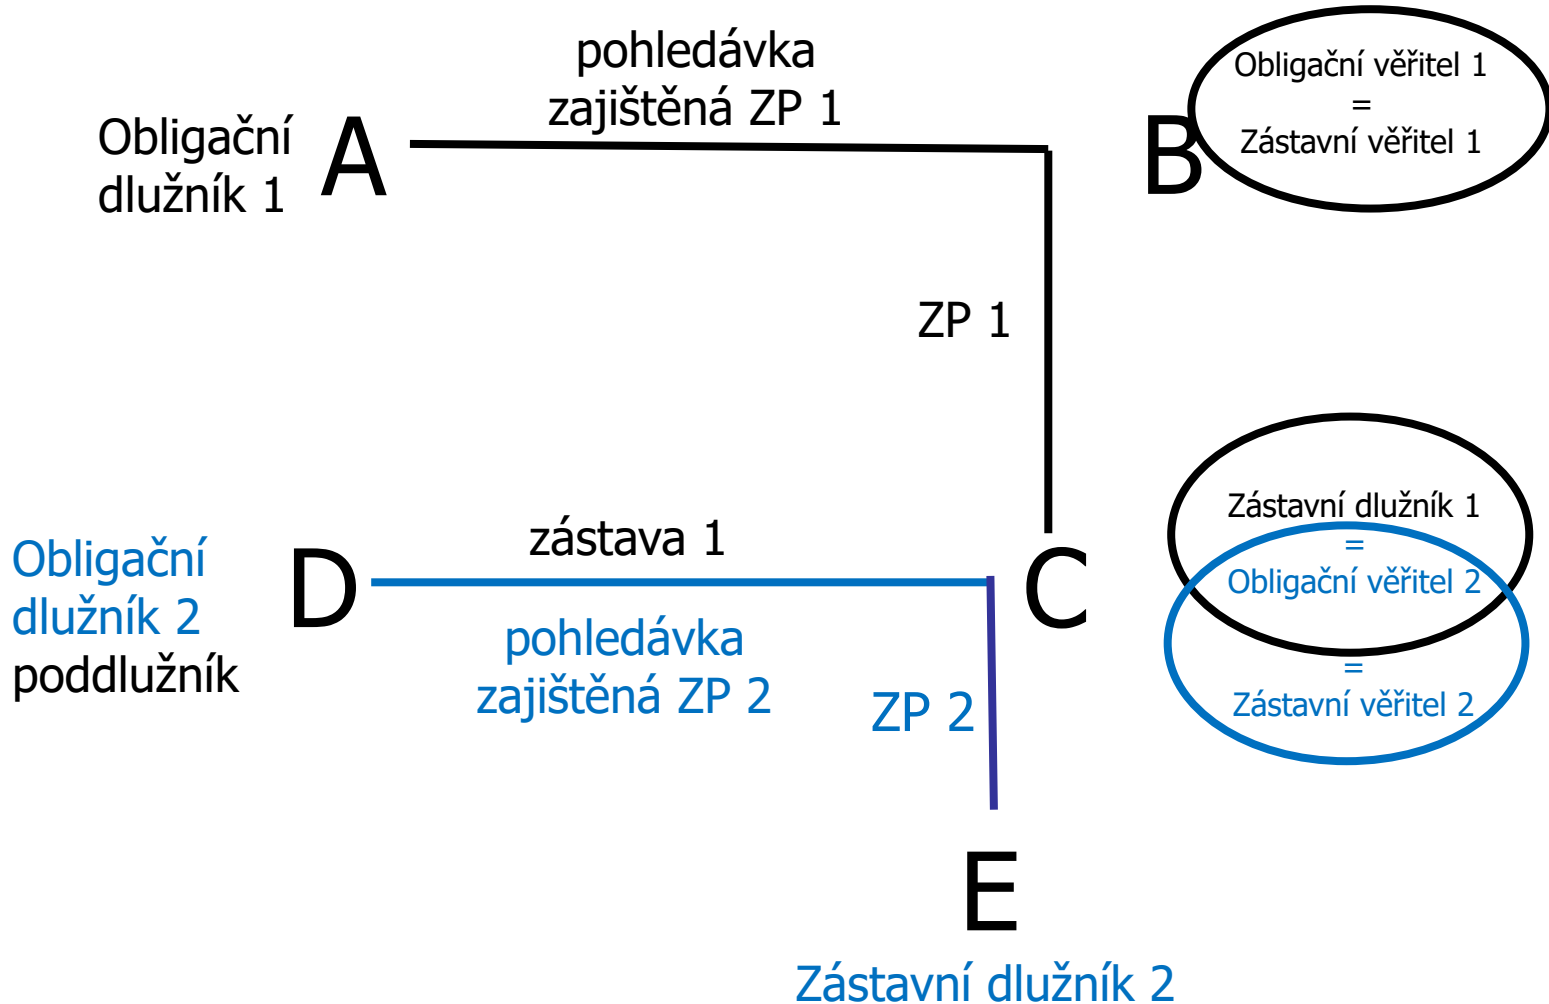 pohledávka
zajištěná ZP 1
Obligační
dlužník 1
A
B
Obligační věřitel 1
=
Zástavní věřitel 1
ZP 1
Obligační
dlužník 2
poddlužník
D
zástava 1
pohledávka
zajištěná ZP 2
C
Zástavní dlužník 1
=
Obligační věřitel 2
=
Zástavní věřitel 2
ZP 2
E
Zástavní dlužník 2